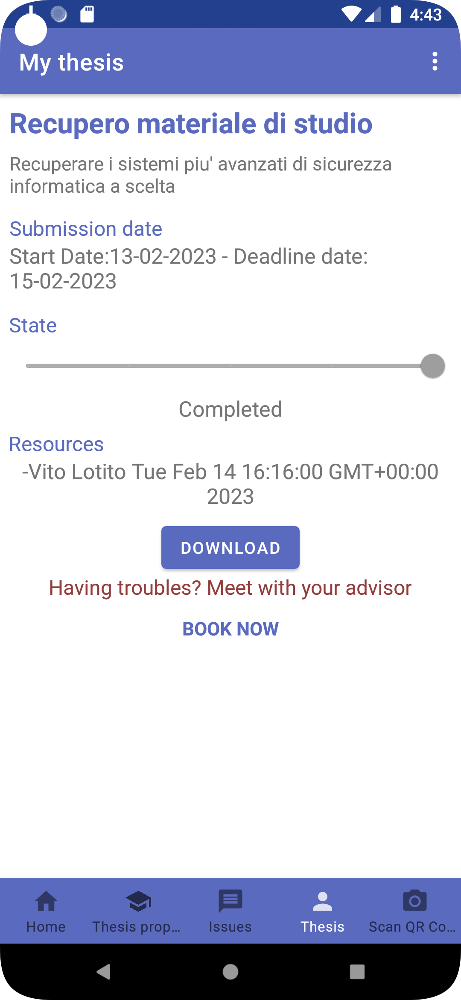 4:43
My thesis
Recupero materiale di studio
Recuperare i sistemi piu' avanzati di sicurezza
informatica a scelta
Submission date
Start Date:13-02-2023 - Deadline date:
15-02-2023
State
Completed
Resources
-Vito Lotito Tue Feb 14 16:16:00 GMT+00:00
2023
DOWNLOAD
Having troubles? Meet with your advisor
BOOK NOW
Home
Thesis prop...
Issues
Thesis
Scan QR Co...